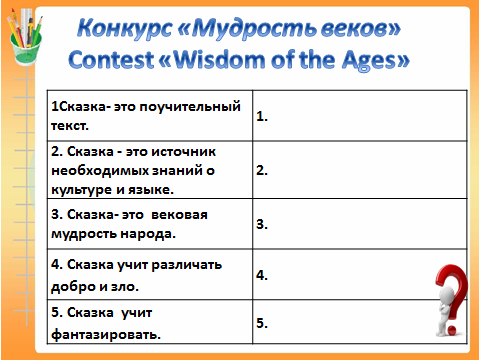 Конкурс «Мудрость веков»
Contest «Wisdom of the Ages»
1Сказка- это поучительный
текст.
1.
2. Сказка - это источник
необходимых знаний о
культуре и языке.
2.
3. Сказка- это  вековая
мудрость народа.
3.
4. Сказка учит различать
добро и зло.
4.
5. Сказка  учит
фантазировать.
5.